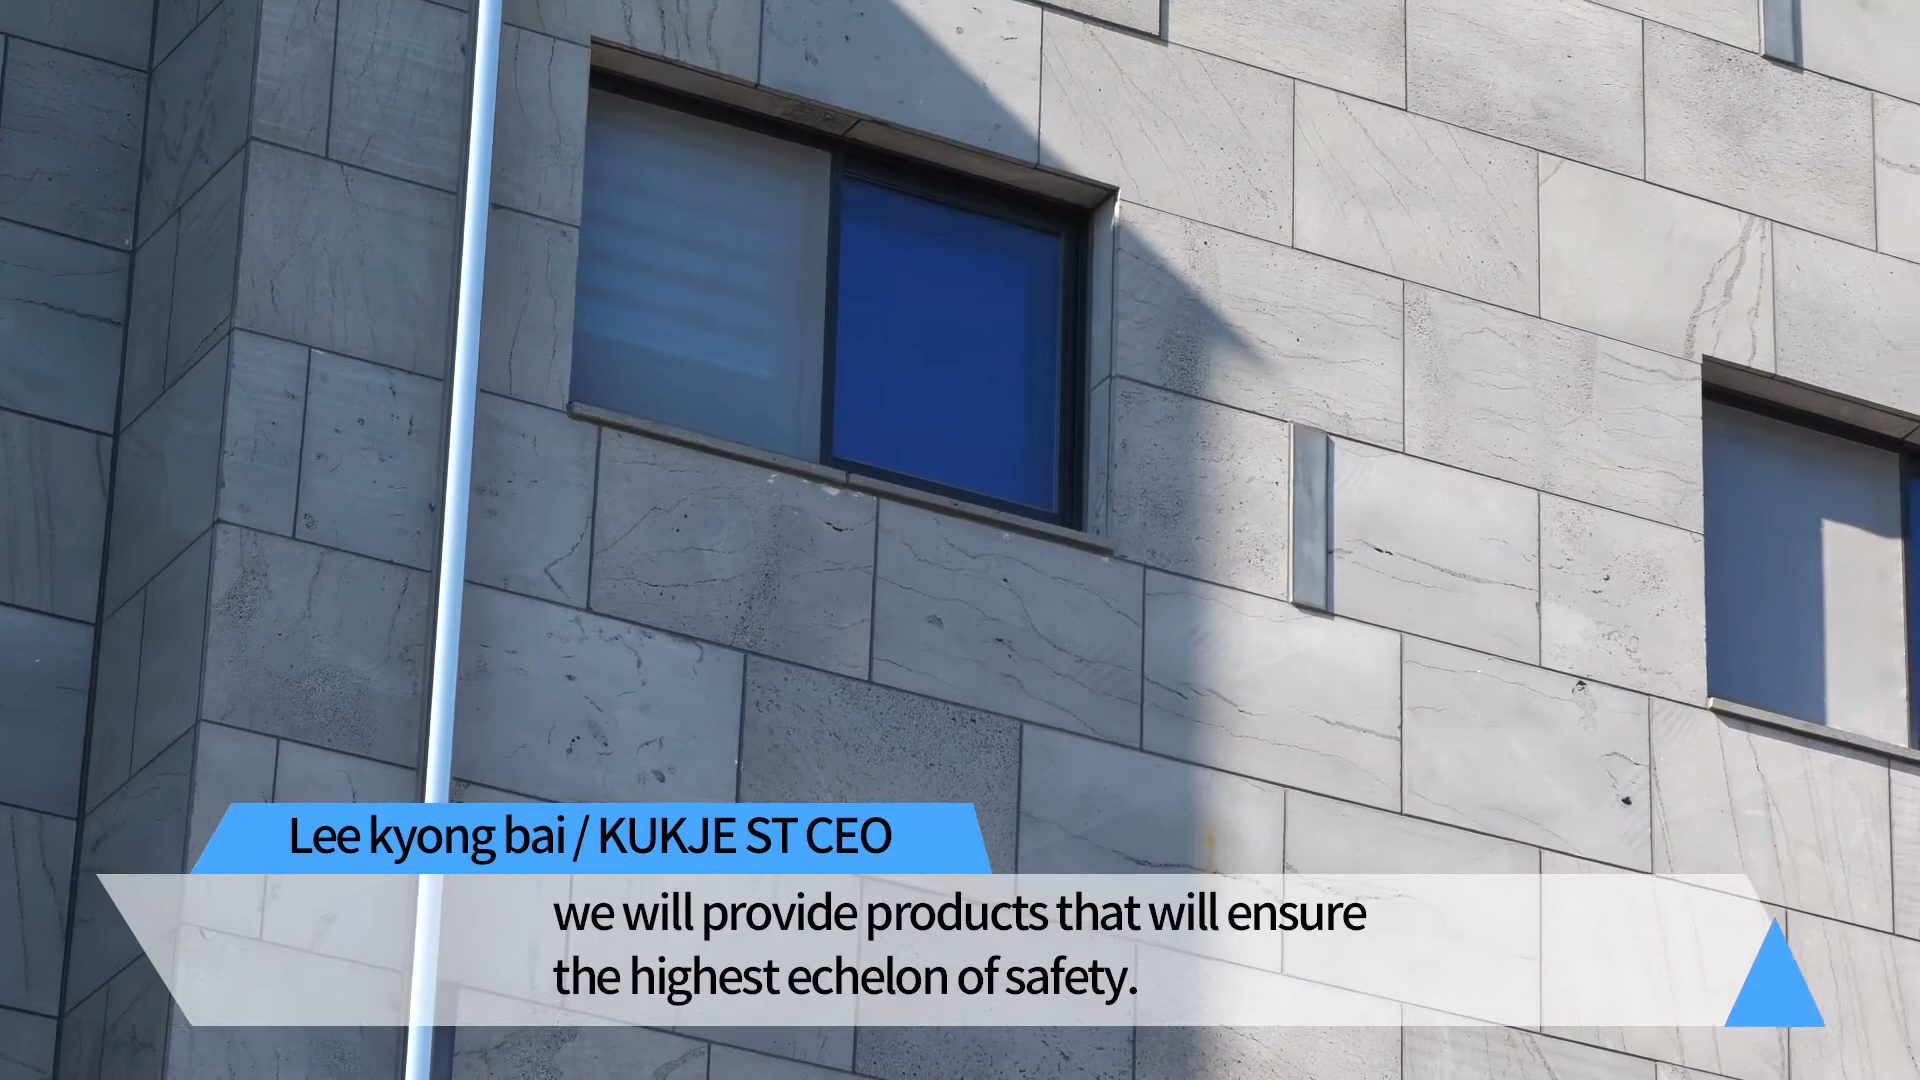 Lee kyong bai / KUKJE ST CEO
we will provide products that will ensure
the highest echelon of safety.